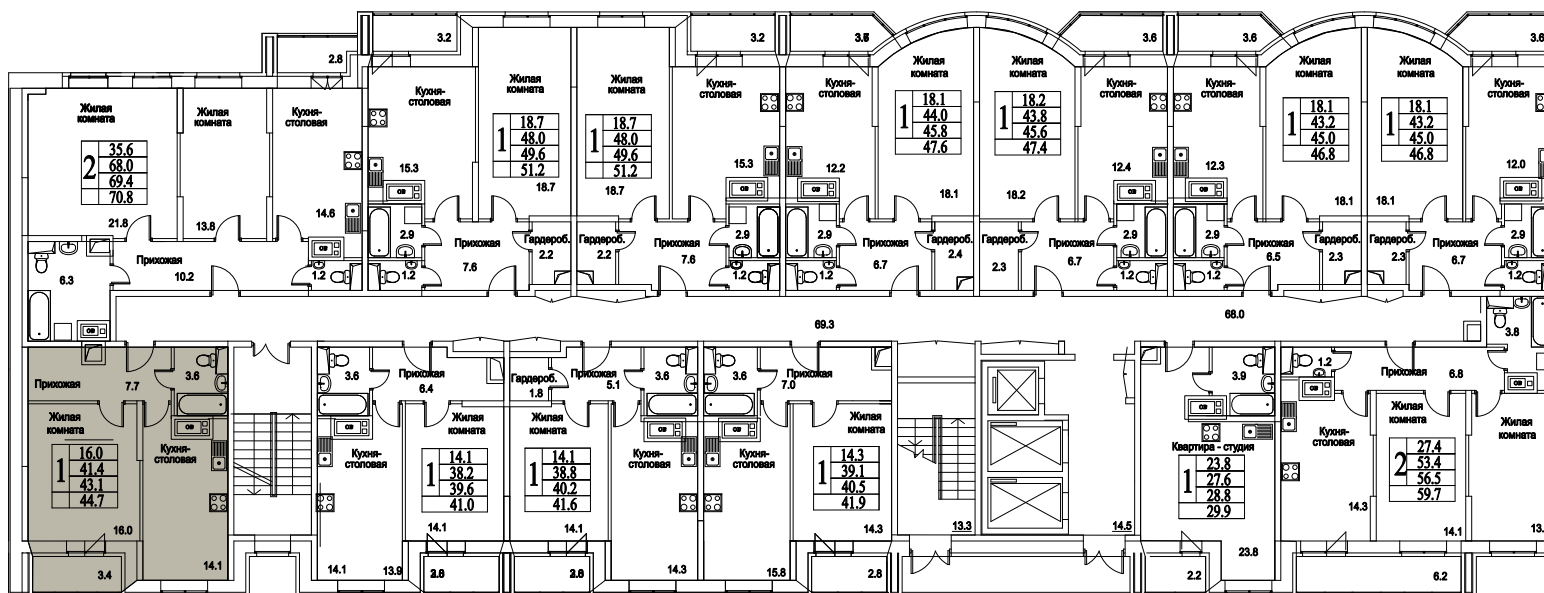 2.8
3.2
3.2
3.6
3.6
3.6
Жилая
комната
2
35.6
68.0
69.4
70.8
21.8
Жилая
комната
13.8
Кухня-
столовая
14.6
ОВ
6.3
Прихожая
10.2
1.2
ОВ
Кухня-
столовая
15.3
ОВ
Жилая
комната
1
18.7
48.0
49.6
51.2
18.7
2.9
1.2
Прихожая
7.6
Гардероб.
2.2
Жилая
комната
1
18.7
48.0
49.6
51.2
18.7
Кухня-
столовая
15.3
ОВ
Гардероб.
2.2
Прихожая
7.6
2.9
1.2
Кухня-
столовая
12.2
ОВ
Жилая
комната
1
18.1
44.0
45.8
47.6
18.1
2.9
1.2
Прихожая
6.7
Гардероб.
2.4
Жилая
комната
1
18.2
43.8
45.6
47.4
18.2
Кухня-
столовая
12.4
ОВ
Гардероб.
2.3
Прихожая
6.7
2.9
1.2
Кухня-
столовая
12.3
ОВ
Жилая
комната
1
18.1
43.2
45.0
46.8
18.1
2.9
1.2
Прихожая
6.5
Гардероб.
2.3
Жилая
комната
1
18.1
43.2
45.0
46.8
18.1
Кухня-
столовая
12.0
ОВ
Гардероб.
2.3
Прихожая
6.7
2.9
1.2
69.3
68.0
Прихожая
7.7
3.6
ОВ
Жилая
комната
1
16.0
41.4
43.1
44.7
16.0
Кухня-
столовая
14.1
3.4
3.6
Прихожая
6.4
ОВ
Кухня-
столовая
14.1
13.9
Жилая
комната
1
14.1
38.2
39.6
41.0
14.1
Гардероб.
1.8
Прихожая
5.1
3.6
ОВ
Жилая
комната
1
14.1
38.8
40.2
41.6
14.1
Кухня-
столовая
14.3
3.6
Прихожая
7.0
ОВ
Кухня-
столовая
15.8
Жилая
комната
1
14.3
39.1
40.5
41.9
14.3
2.8
13.3
14.5
3.9
ОВ
Квартира - студия
1
23.8
27.6
28.8
29.9
23.8
2.2
1.2
ОВ
Прихожая
6.8
3.8
ОВ
Кухня-
столовая
14.3
Жилая
комната
2
27.4
53.4
56.5
59.7
14.1
Жилая
комната
6.2